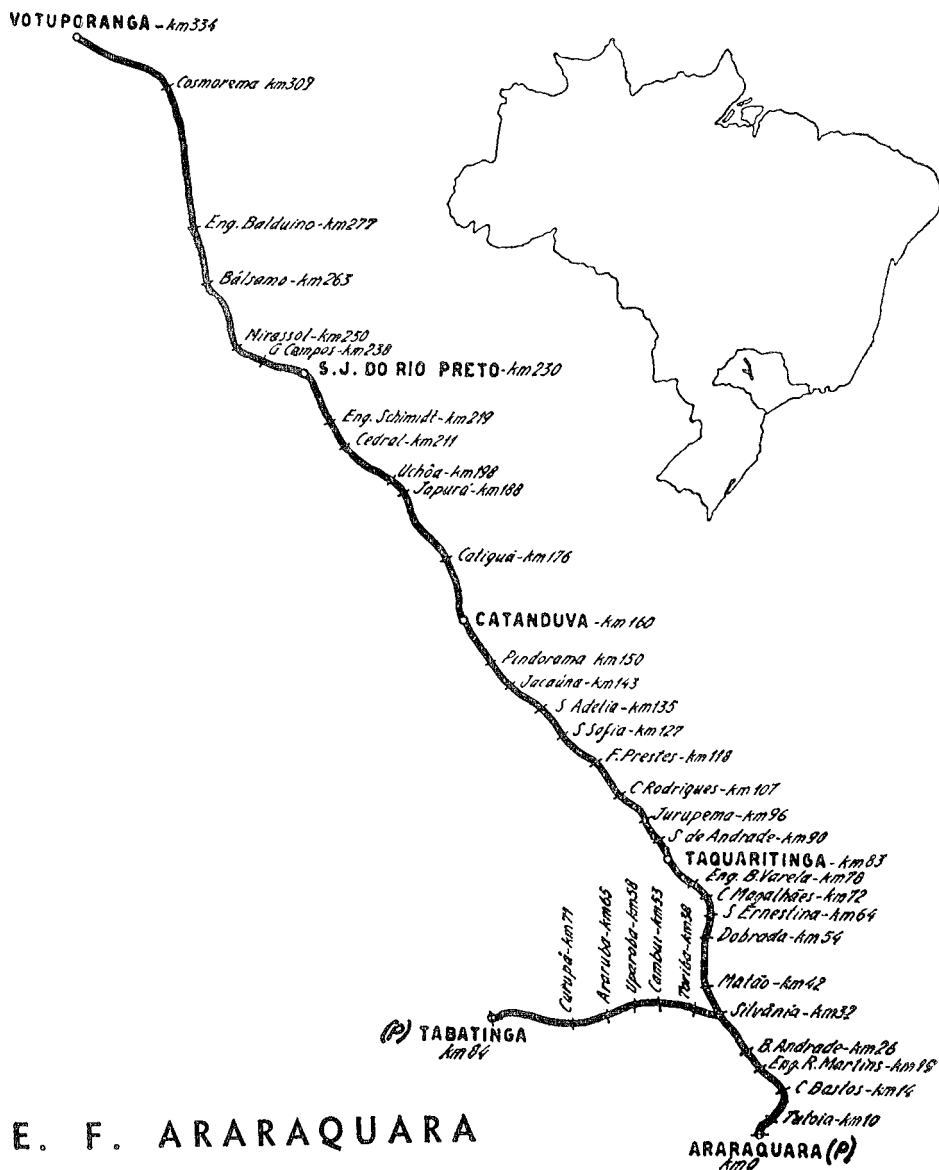 VOTUPORANGA - km334
Cosmorema km309
Eng. Balduino - km277
Bálsamo - km263
Mirassol - km250
G Campos - km238
S. J. DO RIO PRETO - km230
Eng. Schimidt - km219
Cedral - km211
Uchôa - km198
Japurá - km188
Catiguá - km176
CATANDUVA - km160
Pindorama km150
Jacaúna - km143
S Adelia - km135
S Sofia - km127
F. Prestes - km118
C Rodrigues - km107
Jurupema - km96
S de Andrade - km90
TAQUARITINGA - km83
Eng. B. Varela - km78
C Magalhães - km72
S Ernestina - km64
Dobrada - km54
Matão - km42
Silvânia - km32
Curupá - km71
Araruba - km65
Uparoba - km58
Cambuí - km53
Toriba - km38
(P) TABATINGA
km84
B. Andrade - km26
Eng. R. Martins - km19
C Bastos - km14
Tutoia - km10
ARARAQUARA (P)
km0
E. F. ARARAQUARA